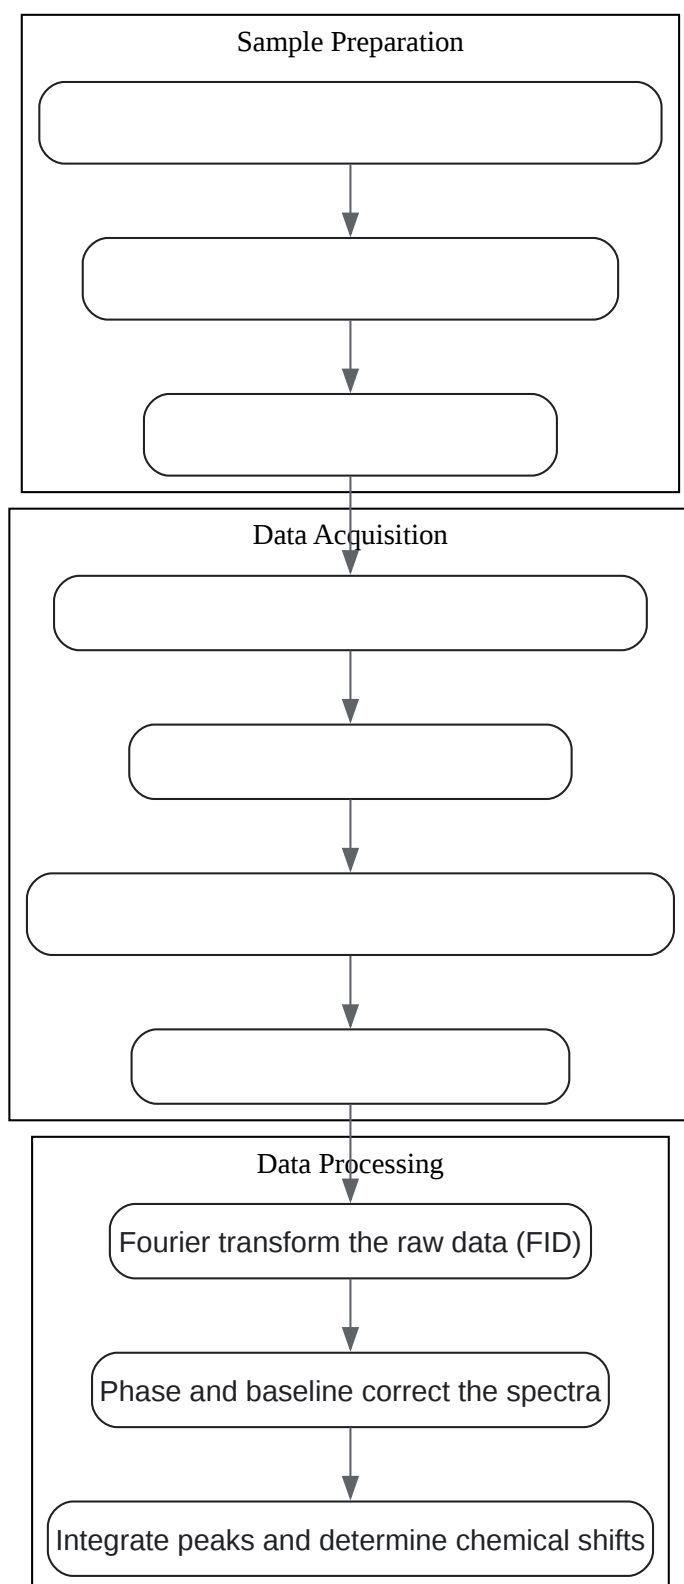 Sample Preparation
Data Acquisition
Data Processing
Fourier transform the raw data (FID)
Phase and baseline correct the spectra
Integrate peaks and determine chemical shifts